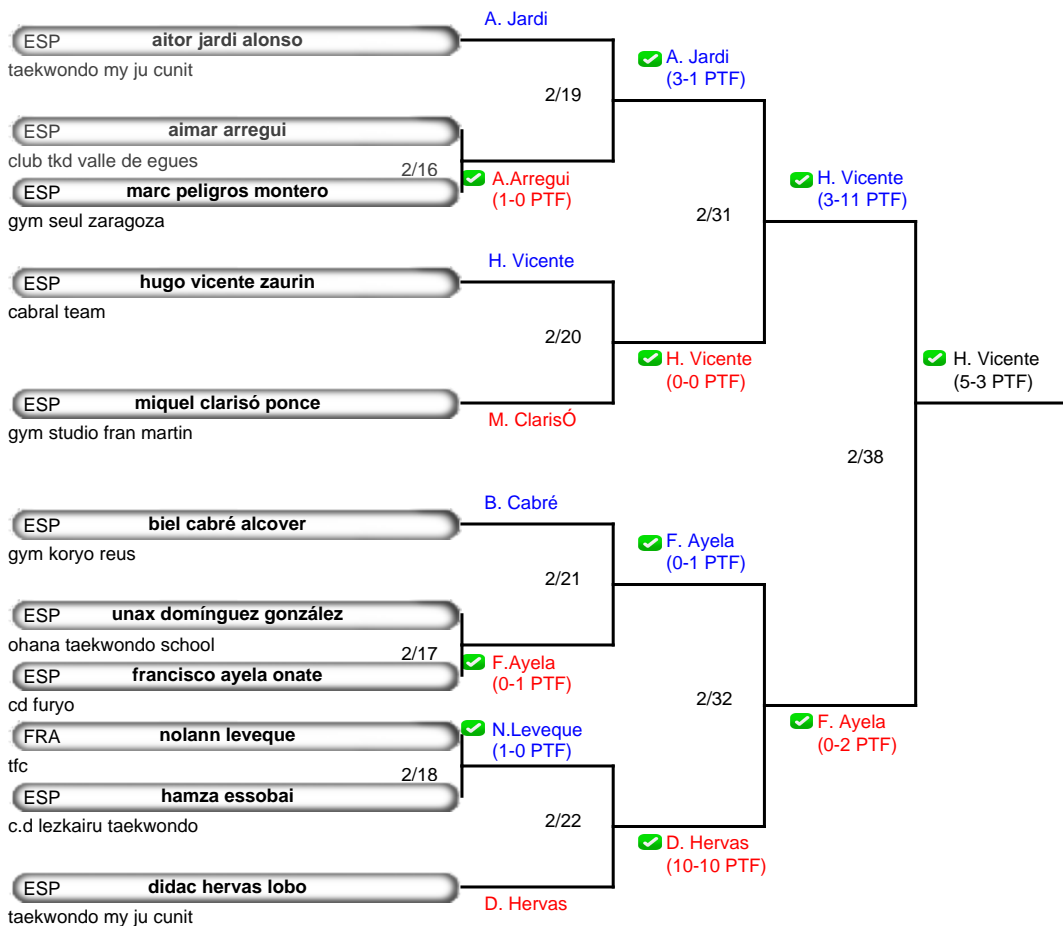 A. Jardi
ESP aitor jardi alonso
taekwondo my ju cunit
A. Jardi
(3-1 PTF)
2/19
ESP aimar arregui
club tkd valle de egues
2/16
A.Arregui
(1-0 PTF)
ESP marc peligros montero
gym seul zaragoza
H. Vicente
(3-11 PTF)
2/31
H. Vicente
ESP hugo vicente zaurin
cabral team
2/20
H. Vicente
(0-0 PTF)
H. Vicente
(5-3 PTF)
ESP miquel clarisó ponce
M. ClarisÓ
gym studio fran martin
2/38
B. Cabré
ESP biel cabré alcover
gym koryo reus
F. Ayela
(0-1 PTF)
2/21
ESP unax domínguez gonzález
ohana taekwondo school
2/17
F.Ayela
(0-1 PTF)
ESP francisco ayela onate
cd furyo
2/32
F. Ayela
(0-2 PTF)
N.Leveque
(1-0 PTF)
FRA nolann leveque
tfc
2/18
ESP hamza essobai
c.d lezkairu taekwondo
2/22
D. Hervas
(10-10 PTF)
ESP didac hervas lobo
D. Hervas
taekwondo my ju cunit